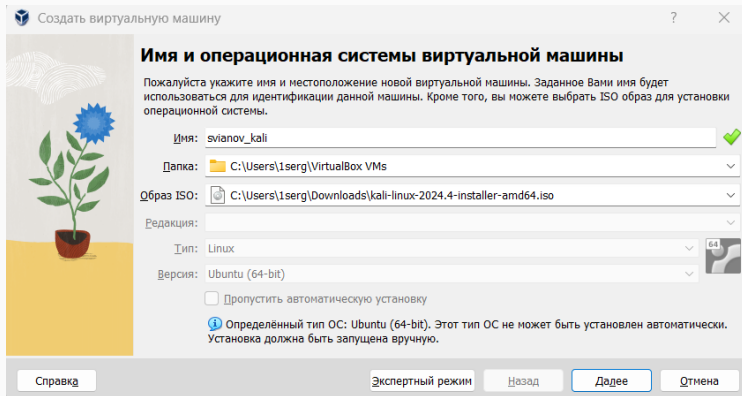 Создать виртуальную машину
Имя и операционная системы виртуальной машины
Пожалуйста укажите имя и местоположение новой виртуальной машины. Заданное Вами имя будет
использоваться для идентификации данной машины. Кроме того, вы можете выбрать ISO образ для установки
операционной системы.
Имя: svianov_kali
Папка: C:\Users\1serg\VirtualBox VMs
Образ ISO: C:\Users\1serg\Downloads\kali-linux-2024.4-installer-amd64.iso
Редакция:
Тип: Linux
64
Версия: Ubuntu (64-bit)
Пропустить автоматическую установку
Определённый тип ОС: Ubuntu (64-bit). Этот тип ОС не может быть установлен автоматически.
Установка должна быть запущена вручную.
Справка Экспертный режим Назад Далее Отмена